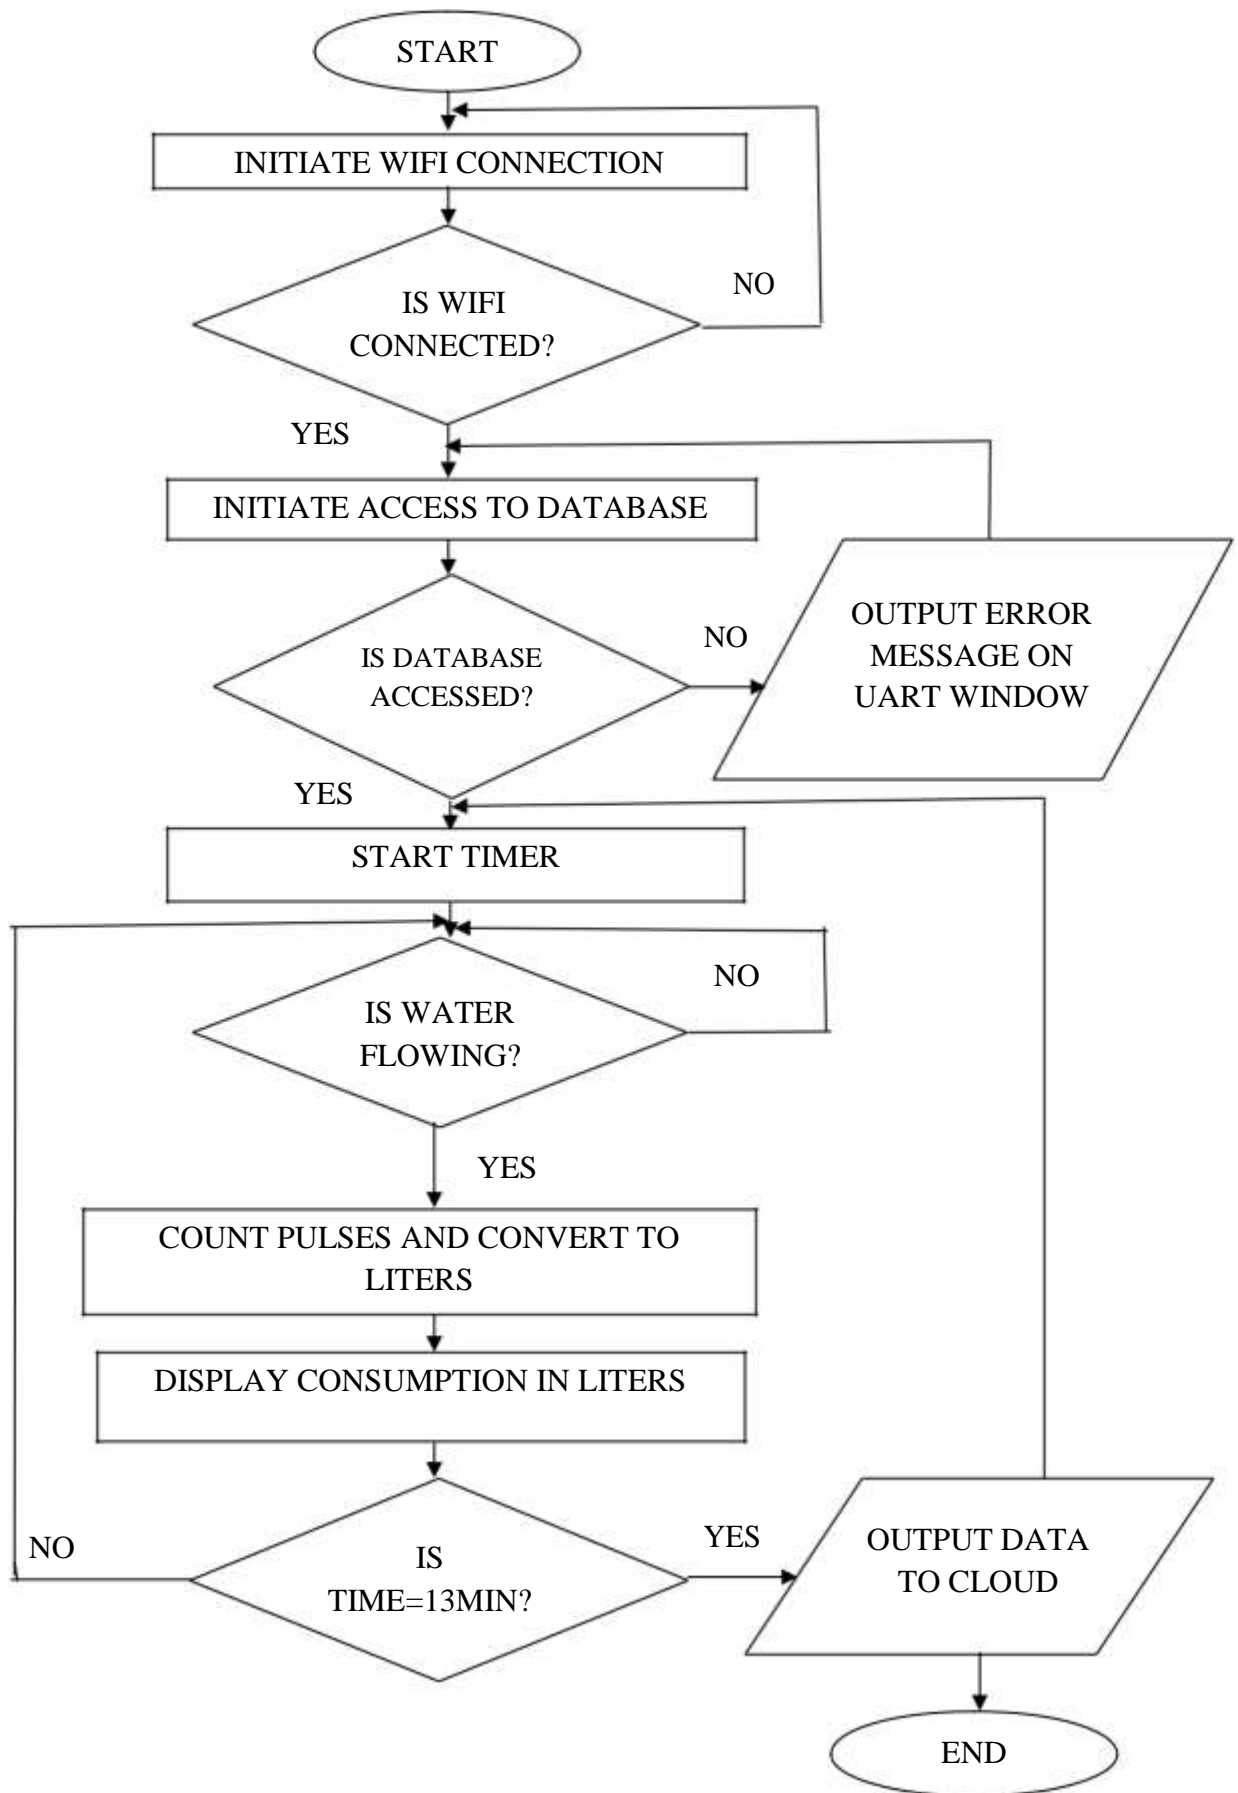 START
INITIATE WIFI CONNECTION
IS WIFI
CONNECTED?
NO
YES
INITIATE ACCESS TO DATABASE
IS DATABASE
ACCESSED?
NO
OUTPUT ERROR
MESSAGE ON
UART WINDOW
YES
START TIMER
IS WATER
FLOWING?
NO
YES
COUNT PULSES AND CONVERT TO
LITERS
DISPLAY CONSUMPTION IN LITERS
IS
TIME=13MIN?
NO
YES
OUTPUT DATA
TO CLOUD
END